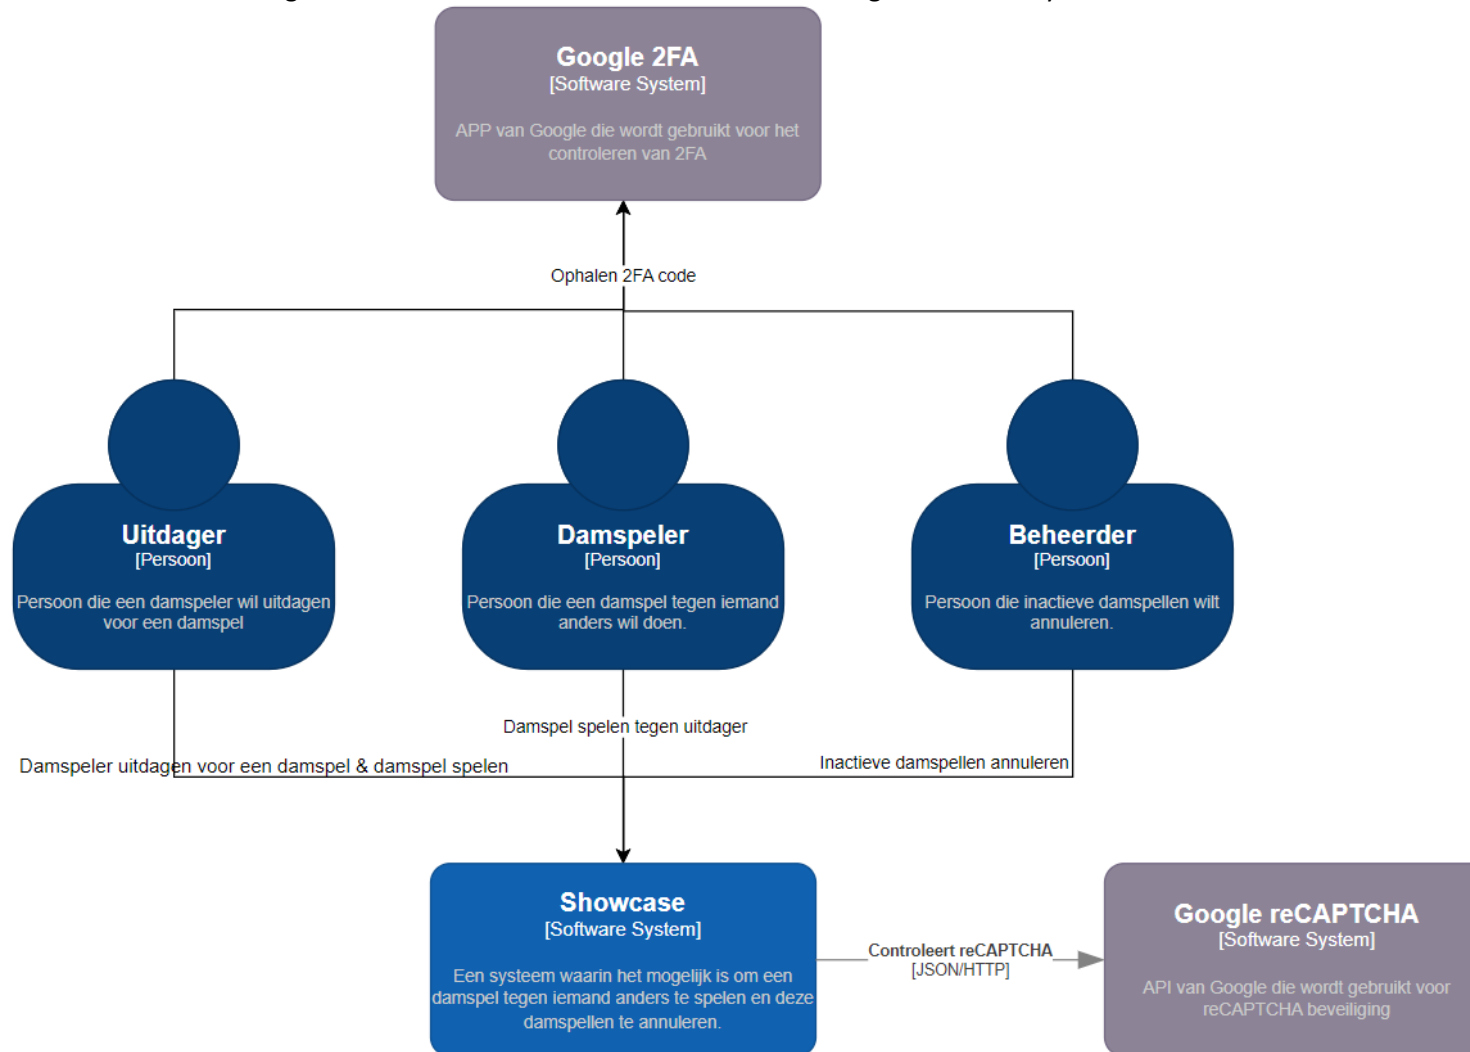 Google 2FA
[Software System]
APP van Google die wordt gebruikt voor het
controleren van 2FA
Ophalen 2FA code
Uitdager
[Persoon]
Persoon die een damspeler wil uitdagen
voor een damspel
Damspeler
[Persoon]
Persoon die een damspel tegen iemand
anders wil doen.
Beheerder
[Persoon]
Persoon die inactieve damspellen wilt
annuleren.
Damspel spelen tegen uitdager
Damspeler uitdagen voor een damspel & damspel spelen
Inactieve damspellen annuleren
Showcase
[Software System]
Een systeem waarin het mogelijk is om een
damspel tegen iemand anders te spelen en deze
damspellen te annuleren.
Controleert reCAPTCHA
[JSON/HTTP]
Google reCAPTCHA
[Software System]
API van Google die wordt gebruikt voor
reCAPTCHA beveiliging